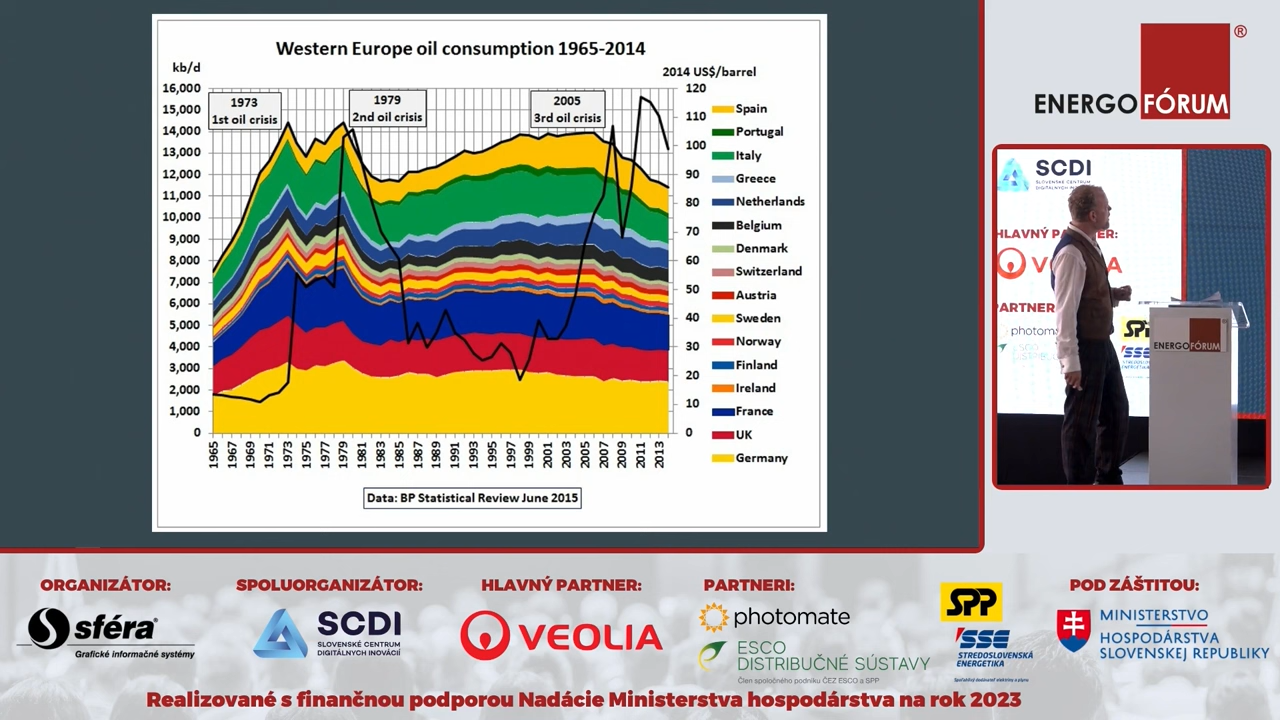 Western Europe oil consumption 1965-2014
kb/d
2014 US$/barrel
16,000
15,000
14,000
13,000
12,000
11,000
10,000
9,000
8,000
7,000
6,000
5,000
4,000
3,000
2,000
1,000
0
1973
1st oil crisis
1979
2nd oil crisis
2005
3rd oil crisis
120
110
100
90
80
70
60
50
40
30
20
10
0
Spain
Portugal
Italy
Greece
Netherlands
Belgium
Denmark
Switzerland
Austria
Sweden
Norway
Finland
Ireland
France
UK
Germany
1965 1967 1969 1971 1973 1975 1977 1979 1981 1983 1985 1987 1989 1991 1993 1995 1997 1999 2001 2003 2005 2007 2009 2011 2013
Data: BP Statistical Review June 2015
ENERGOFÓRUM
®
SCDI
SLOVENSKÉ CENTRUM
HLAVNÝ PARTNER:
PARTNER
SPP
SSE
ENERGOFÓRUM
ORGANIZÁTOR:
sféra®
Grafické informačné systémy
SPOLUORGANIZÁTOR:
SCDI
SLOVENSKÉ CENTRUM
DIGITÁLNYCH INOVÁCIÍ
HLAVNÝ PARTNER:
VEOLIA
PARTNERI:
photomate
ESCO
DISTRIBUČNÉ SÚSTAVY
Člen spoločného podniku ČEZ ESCO a SPP
SPP
SSE
STREDOSLOVENSKÁ
ENERGETIKA
Spoľahlivý dodávateľ elektriny a plynu
POD ZÁŠTITOU:
MINISTERSTVO
HOSPODÁRSTVA
SLOVENSKEJ REPUBLIKY
Realizované s finančnou podporou Nadácie Ministerstva hospodárstva na rok 2023